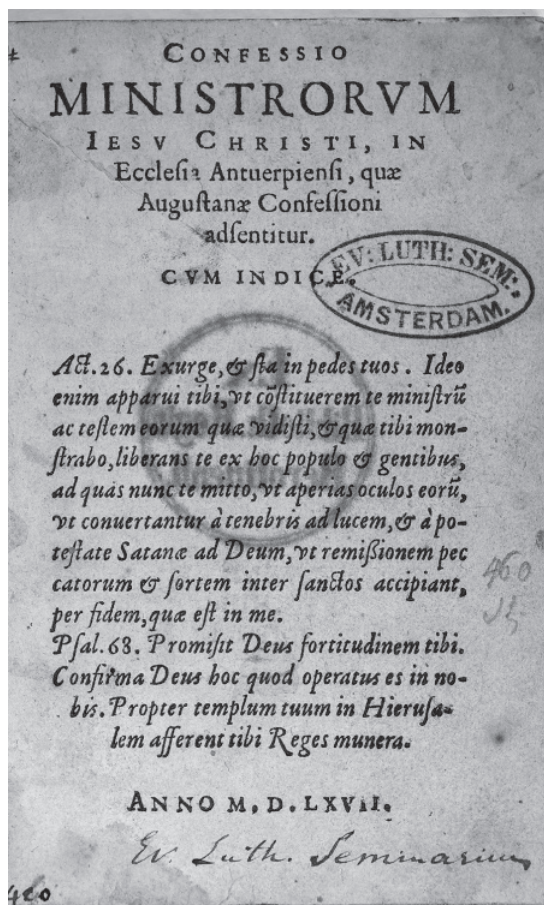 CONFESSIO
MINISTRORVM
IESV CHRISTI, IN
Ecclesia Antuerpiensi, quæ
Augustanæ Confessioni
adsentitur.
CVM INDICE.
EV: LUTH: SEM:
AMSTERDAM.
Act. 26. Exurge, & sta in pedes tuos. Ideo
enim apparui tibi, vt cõstituerem te ministrũ
ac testem eorum quæ vidisti, & quæ tibi mon-
strabo, liberans te ex hoc populo & gentibus,
ad quas nunc te mitto, vt aperias oculos eorũ,
vt conuertantur à tenebris ad lucem, & à po-
testate Satanæ ad Deum, vt remißionem pec
catorum & sortem inter sanctos accipiant,
per fidem, quæ est in me.
Psal. 68. Promisit Deus fortitudinem tibi.
Confirma Deus hoc quod operatus es in no-
bis. Propter templum tuum in Hierusa-
lem afferent tibi Reges munera.
460
ANNO M. D. LXVII.
Ev. Luth. Seminarium